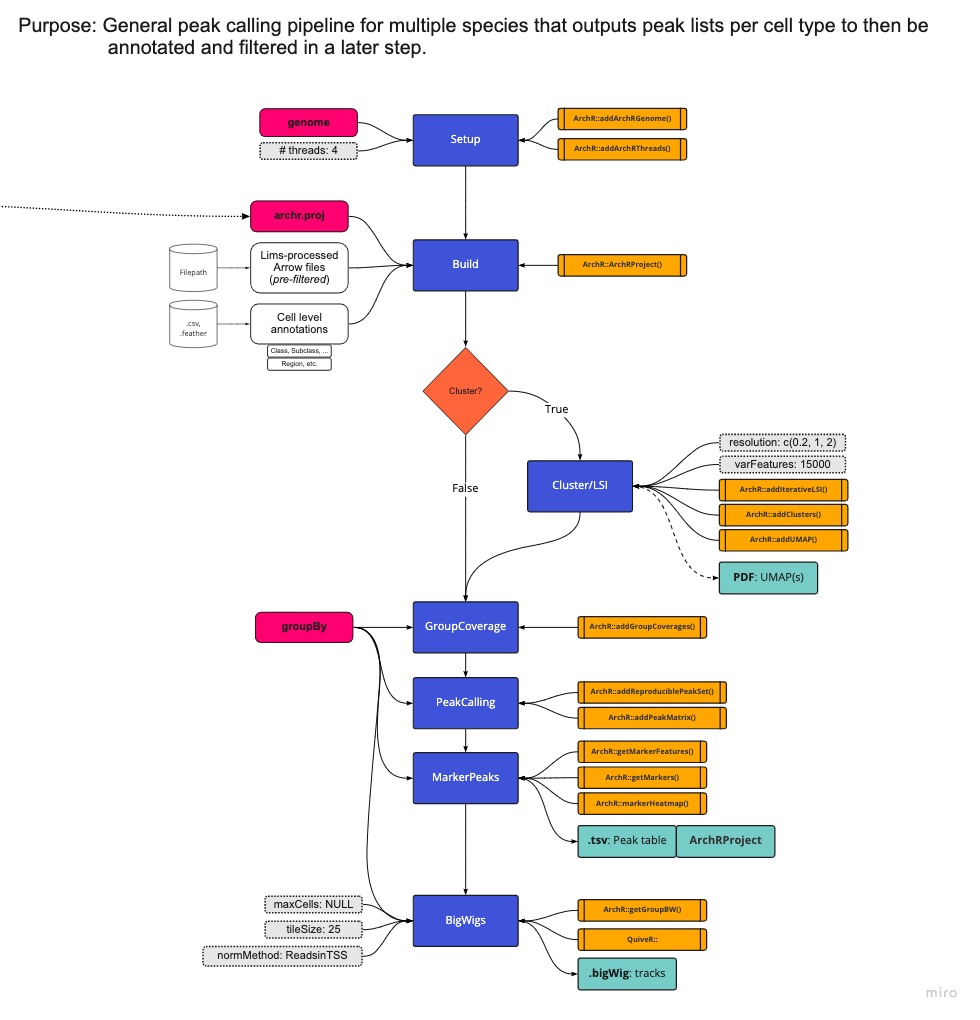 Purpose: General peak calling pipeline for multiple species that outputs peak lists per cell type to then be
annotated and filtered in a later step.
genome
# threads: 4
Setup
ArchR::addArchRGenome()
ArchR::addArchRThreads()
archr.proj
Filepath
Lims-processed
Arrow files
(pre-filtered)
.csv,
.feather
Cell level
annotations
Class, Subclass, ...
Region, etc.
Build
ArchR::ArchRProject()
Cluster?
True
False
Cluster/LSI
resolution: c(0.2, 1, 2)
varFeatures: 15000
ArchR::addIterativeLSI()
ArchR::addClusters()
ArchR::addUMAP()
PDF: UMAP(s)
groupBy
GroupCoverage
ArchR::addGroupCoverages()
PeakCalling
ArchR::addReproduciblePeakSet()
ArchR::addPeakMatrix()
MarkerPeaks
ArchR::getMarkerFeatures()
ArchR::getMarkers()
ArchR::markerHeatmap()
.tsv: Peak table
ArchRProject
maxCells: NULL
tileSize: 25
normMethod: ReadsinTSS
BigWigs
ArchR::getGroupBW()
QuiveR::
.bigWig: tracks
miro